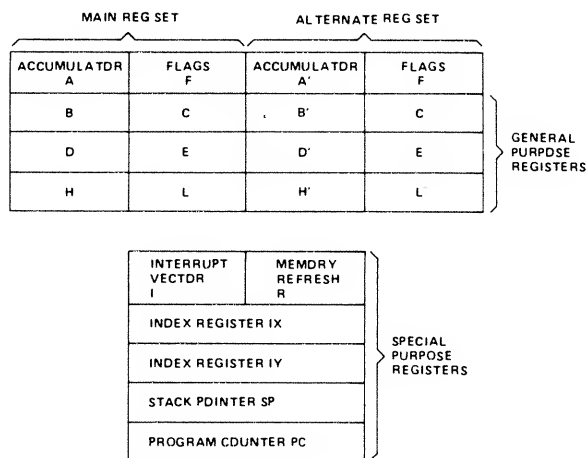 MAIN REG SET
ALTERNATE REG SET
ACCUMULATDR
A
FLAGS
F
ACCUMULATDR
A'
FLAGS
F
B
C
B'
C
D
E
D'
E
H
L
H'
L
GENERAL
PURPDSE
REGISTERS
INTERRUPT
VECTDR
I
MEMDRY
REFRESH
R
INDEX REGISTER IX
INDEX REGISTER IY
STACK PDINTER SP
PROGRAM CDUNTER PC
SPECIAL
PURPOSE
REGISTERS